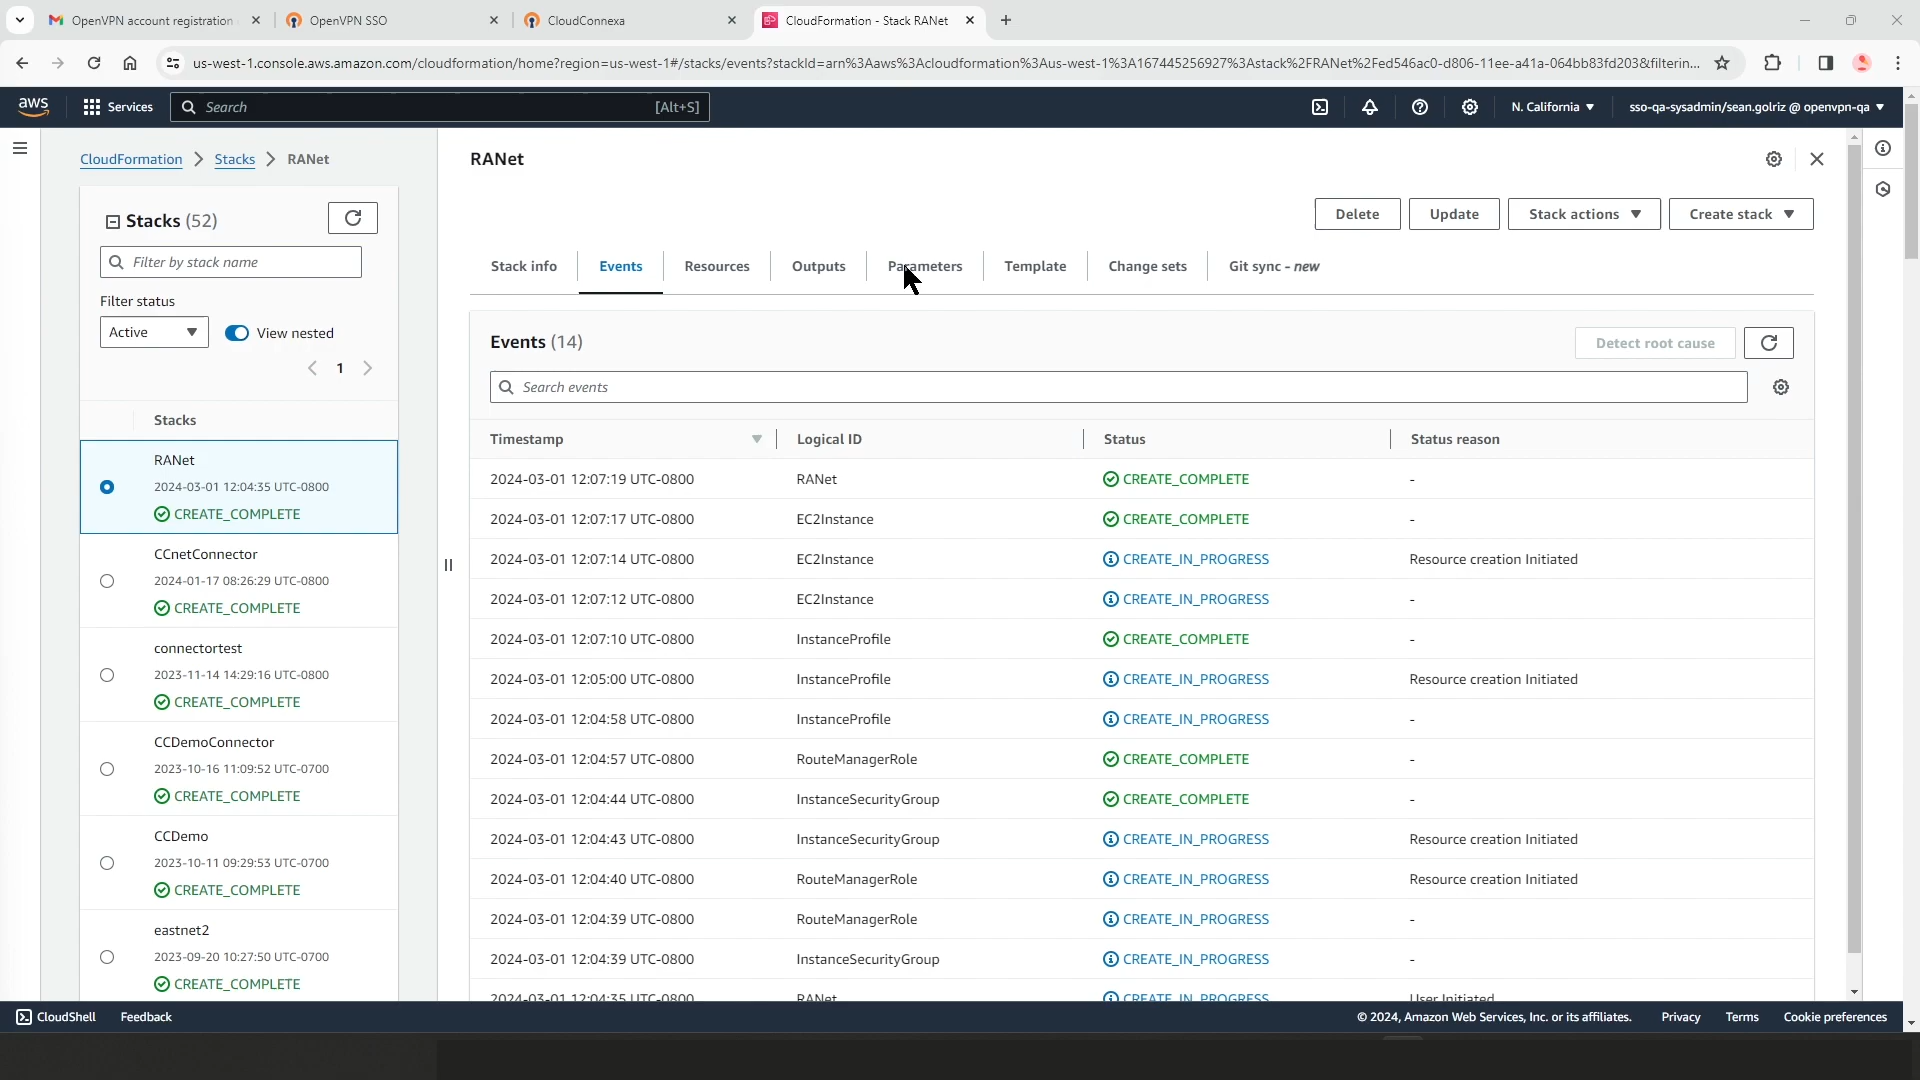 OpenVPN account registration
OpenVPN SSO
CloudConnexa
CloudFormation - Stack RANet
us-west-1.console.aws.amazon.com/cloudformation/home?region=us-west-1#/stacks/events?stackId=arn%3Aaws%3Acloudformation%3Aus-west-1%3A167445256927%3Astack%2FRANet%2Fed546ac0-d806-11ee-a41a-064bb83fd203&filterin...
aws
Services
Search
[Alt+S]
N. California
sso-qa-sysadmin/sean.golriz @ openvpn-qa
CloudFormation
Stacks
RANet
Stacks (52)
Filter by stack name
Filter status
Active
View nested
1
Stacks
RANet
2024-03-01 12:04:35 UTC-0800
CREATE_COMPLETE
CCnetConnector
2024-01-17 08:26:29 UTC-0800
CREATE_COMPLETE
connectortest
2023-11-14 14:29:16 UTC-0800
CREATE_COMPLETE
CCDemoConnector
2023-10-16 11:09:52 UTC-0700
CREATE_COMPLETE
CCDemo
2023-10-11 09:29:53 UTC-0700
CREATE_COMPLETE
eastnet2
2023-09-20 10:27:50 UTC-0700
CREATE_COMPLETE
RANet
Delete
Update
Stack actions
Create stack
Stack info
Events
Resources
Outputs
Parameters
Template
Change sets
Git sync - new
Events (14)
Detect root cause
Search events
Timestamp Logical ID Status Status reason
2024-03-01 12:07:19 UTC-0800 RANet CREATE_COMPLETE -
2024-03-01 12:07:17 UTC-0800 EC2Instance CREATE_COMPLETE -
2024-03-01 12:07:14 UTC-0800 EC2Instance CREATE_IN_PROGRESS Resource creation Initiated
2024-03-01 12:07:12 UTC-0800 EC2Instance CREATE_IN_PROGRESS -
2024-03-01 12:07:10 UTC-0800 InstanceProfile CREATE_COMPLETE -
2024-03-01 12:05:00 UTC-0800 InstanceProfile CREATE_IN_PROGRESS Resource creation Initiated
2024-03-01 12:04:58 UTC-0800 InstanceProfile CREATE_IN_PROGRESS -
2024-03-01 12:04:57 UTC-0800 RouteManagerRole CREATE_COMPLETE -
2024-03-01 12:04:44 UTC-0800 InstanceSecurityGroup CREATE_COMPLETE -
2024-03-01 12:04:43 UTC-0800 InstanceSecurityGroup CREATE_IN_PROGRESS Resource creation Initiated
2024-03-01 12:04:40 UTC-0800 RouteManagerRole CREATE_IN_PROGRESS Resource creation Initiated
2024-03-01 12:04:39 UTC-0800 RouteManagerRole CREATE_IN_PROGRESS -
2024-03-01 12:04:39 UTC-0800 InstanceSecurityGroup CREATE_IN_PROGRESS -
2024-03-01 12:04:35 UTC-0800 RANet CREATE_IN_PROGRESS User Initiated
CloudShell
Feedback
© 2024, Amazon Web Services, Inc. or its affiliates.
Privacy
Terms
Cookie preferences